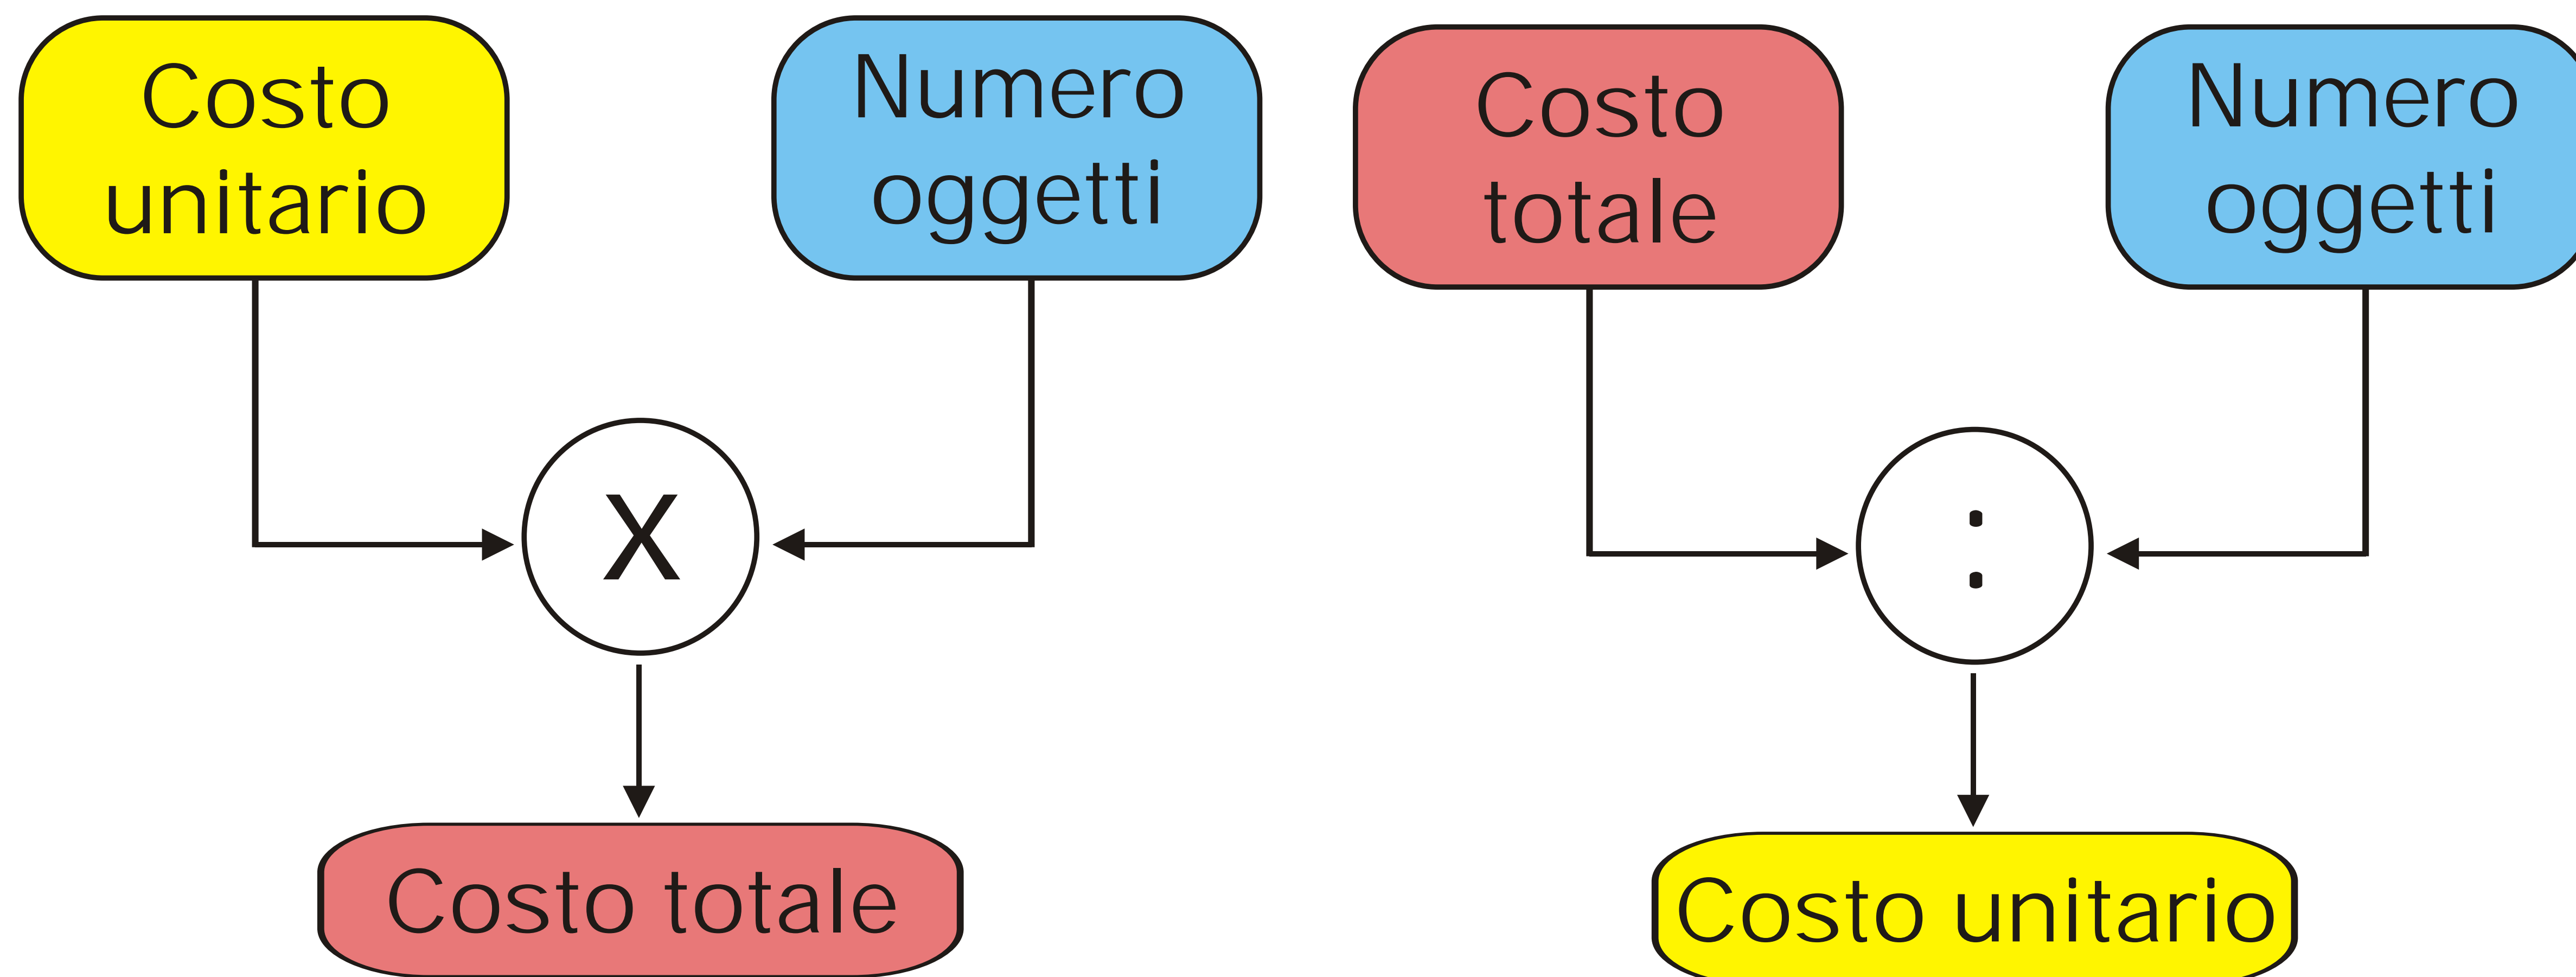 Costo
unitario
Numero
oggetti
X
Costo totale
Costo
totale
Numero
oggetti
:
Costo unitario